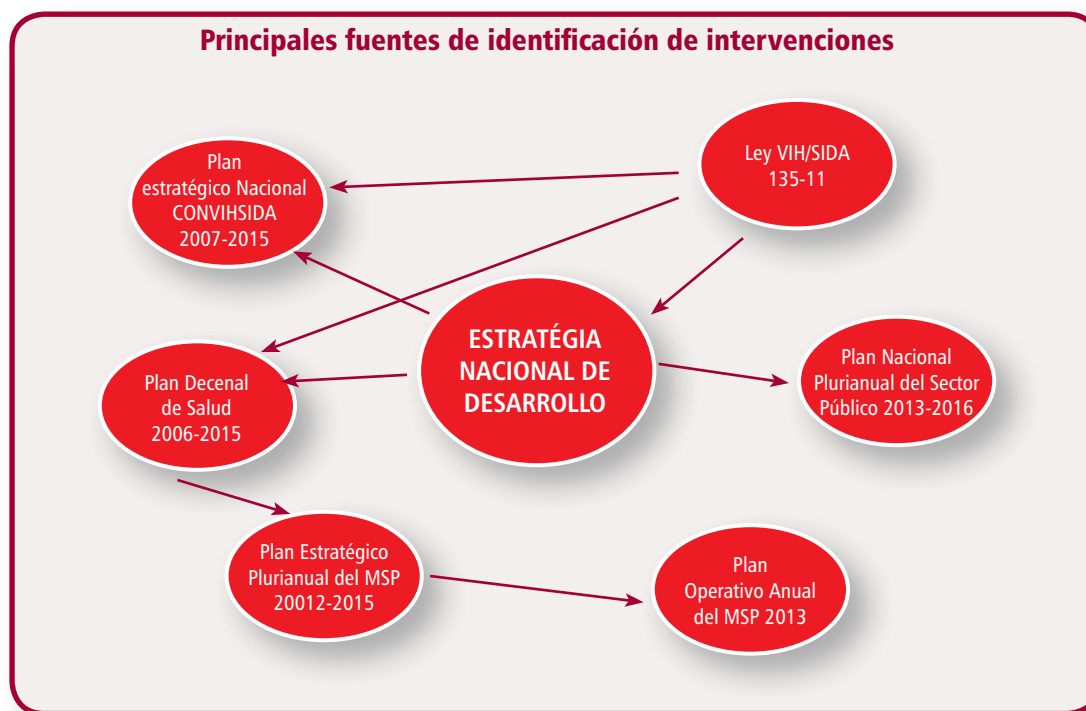 Principales fuentes de identificación de intervenciones
Plan
estratégico Nacional
CONVIHSIDA
2007-2015
Ley VIH/SIDA
135-11
ESTRATÉGIA
NACIONAL DE
DESARROLLO
Plan Decenal
de Salud
2006-2015
Plan Nacional
Plurianual del Sector
Público 2013-2016
Plan Estratégico
Plurianual del MSP
20012-2015
Plan
Operativo Anual
del MSP 2013